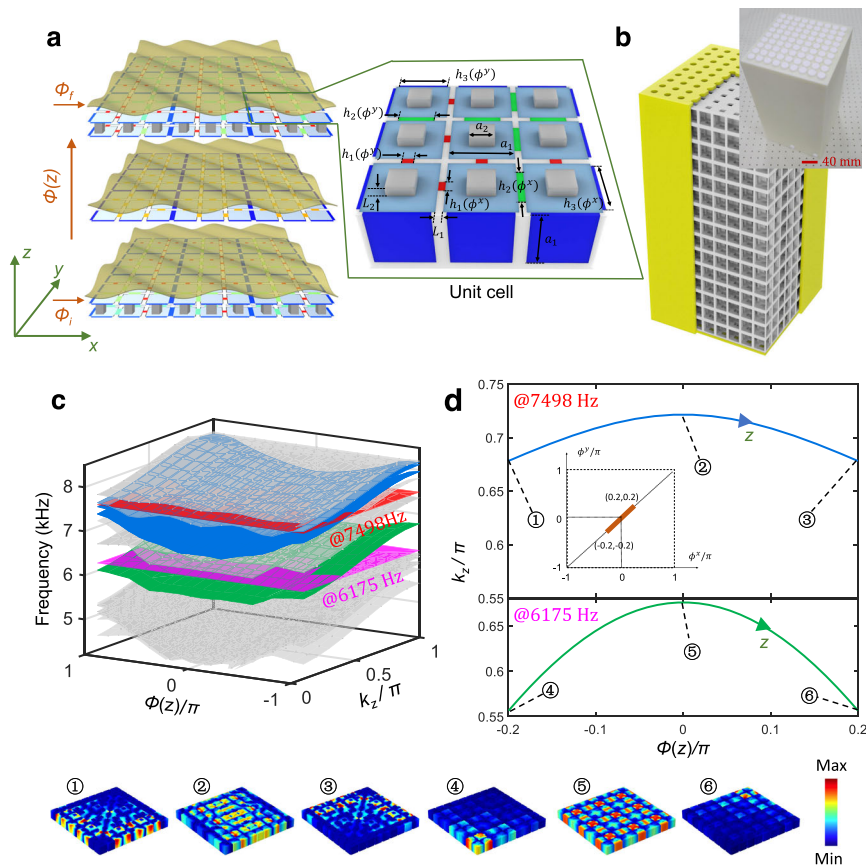 a
b
Φf
Φ(z)
Φi
z
y
x
h₃(ϕʸ)
h₂(ϕʸ)
h₁(ϕʸ)
a₂
a₁
h₂(ϕˣ)
h₁(ϕˣ)
h₃(ϕˣ)
L₂
L₁
a₁
Unit cell
40 mm
c
Frequency (kHz)
8
7
6
5
@7498Hz
@6175 Hz
1
0
-1
Φ(z)/π
0
0.5
1
k_z/π
d
@7498 Hz
0.75
0.7
0.65
0.6
0.55
z
①
②
③
ϕʸ/π
1
(0.2,0.2)
0
(-0.2,-0.2)
-1
-1
0
1
ϕˣ/π
k_z/π
@6175 Hz
0.65
0.6
0.55
z
④
⑤
⑥
-0.2
-0.1
0
0.1
0.2
Φ(z)/π
①
②
③
④
⑤
⑥
Max
Min